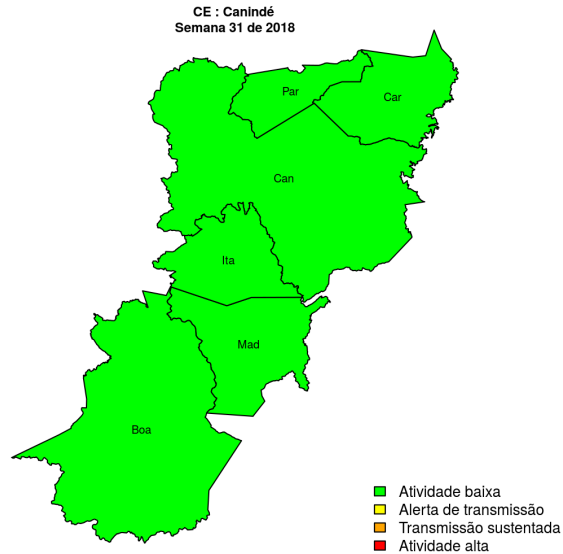 CE : Canindé
Semana 31 de 2018
Par
Car
Can
Ita
Mad
Boa
Atividade baixa
Alerta de transmissão
Transmissão sustentada
Atividade alta